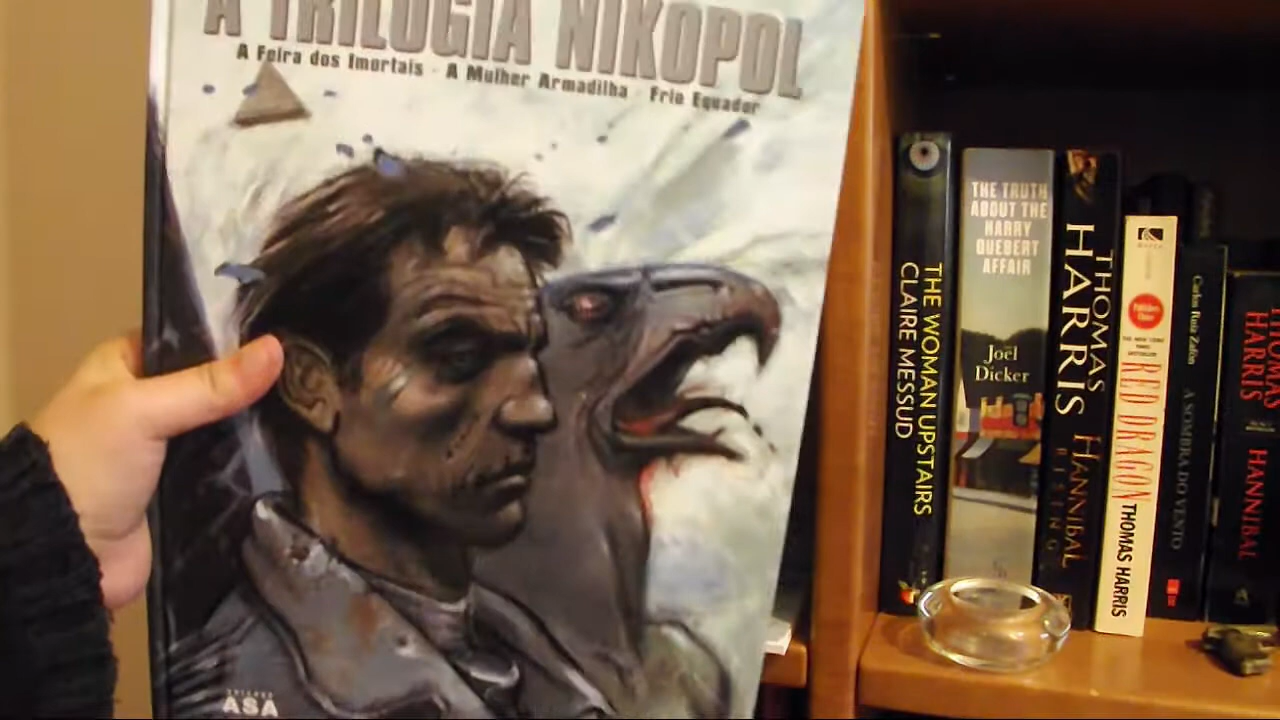 A TRILOGIA NIKOPOL
A Feira dos Imortais - A Mulher Armadilha - Frio Equador
ASA
THE WOMAN UPSTAIRS
CLAIRE MESSUD
THE TRUTH
ABOUT THE
HARRY
QUEBERT
AFFAIR
Joël
Dicker
THOMAS
HARRIS
HANNIBAL
RISING
RED DRAGON
THOMAS HARRIS
Carlos Ruiz Zafón
A SOMBRA DO VENTO
THOMAS
HARRIS
HANNIBAL